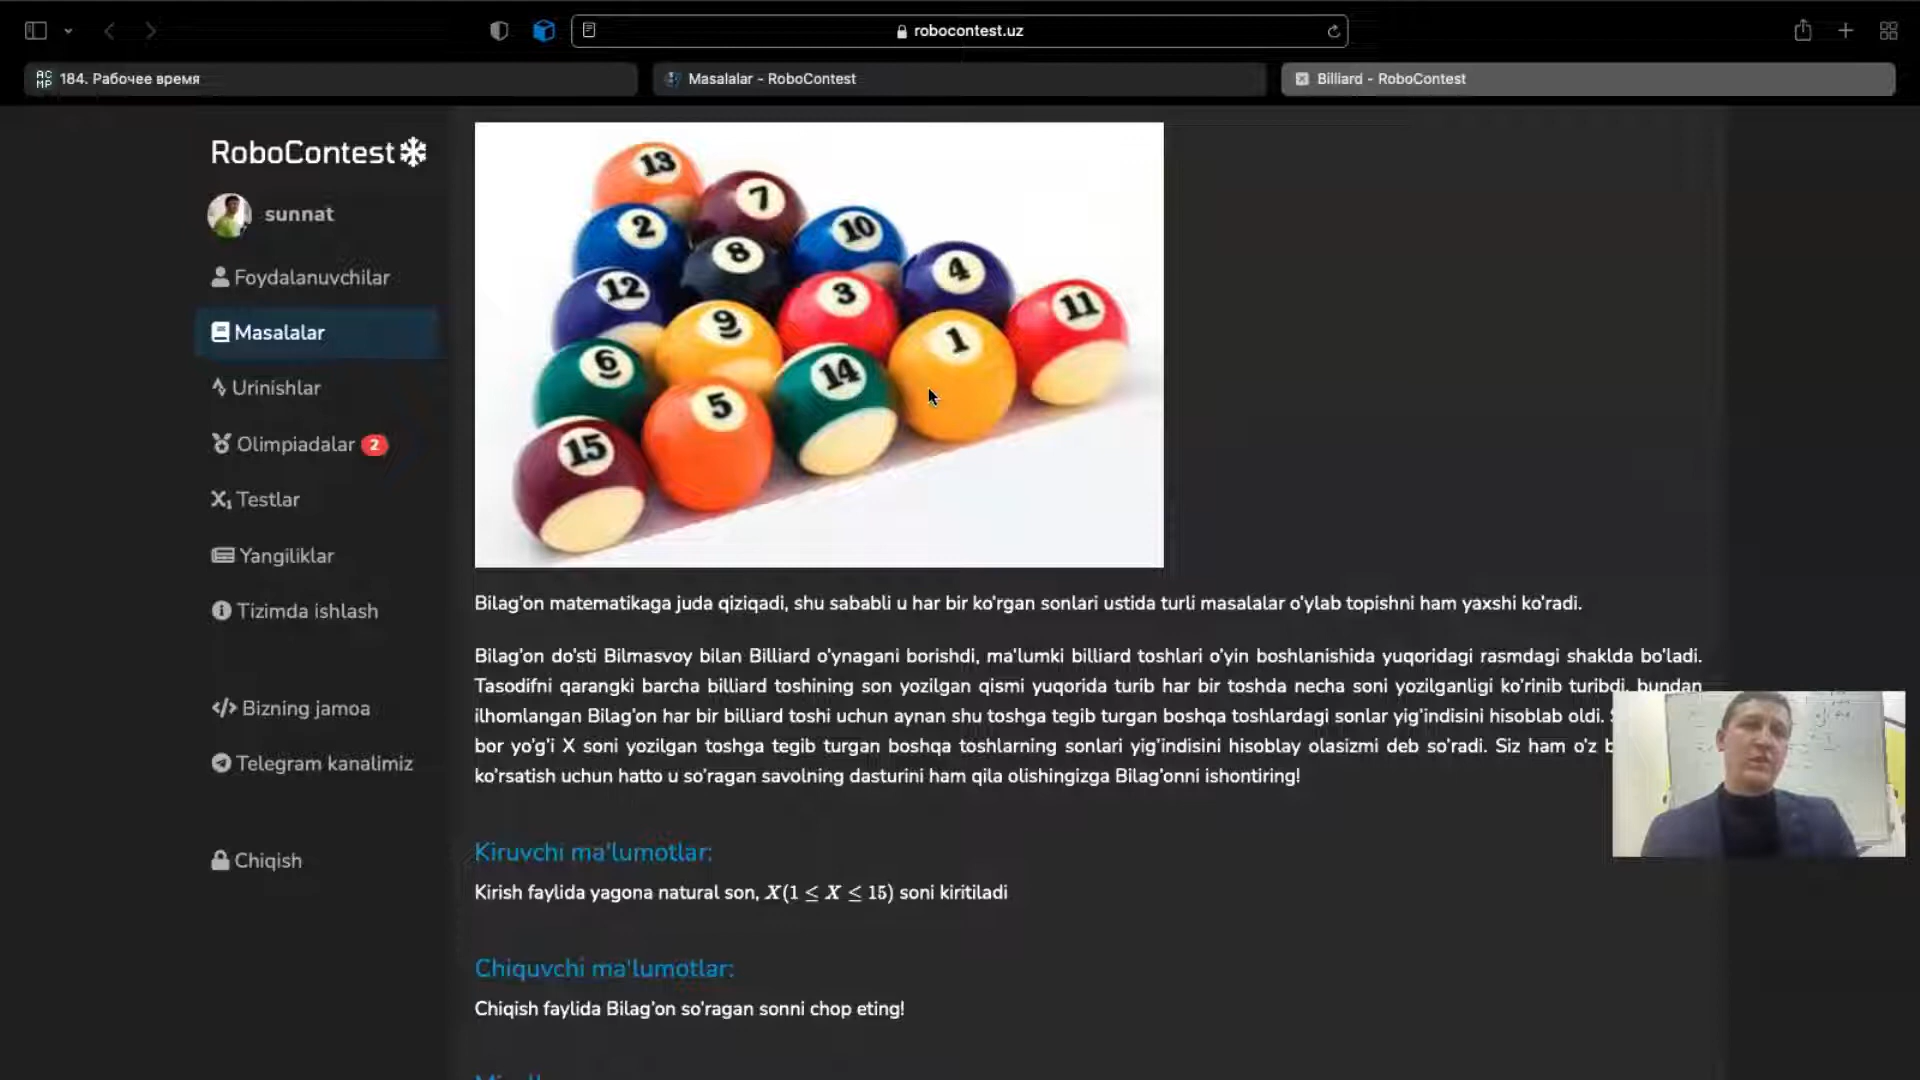 robocontest.uz
184. Рабочее время
Masalalar - RoboContest
Billiard - RoboContest
RoboContest
sunnat
Foydalanuvchilar
Masalalar
Urinishlar
Olimpiadalar 2
Testlar
Yangiliklar
Tizimda ishlash
Bizning jamoa
Telegram kanalimiz
Chiqish
13
7
2
10
8
4
12
3
11
9
1
6
14
5
15
Bilag'on matematikaga juda qiziqadi, shu sababli u har bir ko'rgan sonlari ustida turli masalalar o'ylab topishni ham yaxshi ko'radi.
Bilag'on do'sti Bilmasvoy bilan Billiard o'ynagani borishdi, ma'lumki billiard toshlari o'yin boshlanishida yuqoridagi rasmdagi shaklda bo'ladi.
Tasodifni qarangki barcha billiard toshining son yozilgan qismi yuqorida turib har bir toshda necha soni yozilganligi ko'rinib turibdi, bundan
ilhomlangan Bilag'on har bir billiard toshi uchun aynan shu toshga tegib turgan boshqa toshlardagi sonlar yig'indisini hisoblab oldi.
bor yo'g'i X soni yozilgan toshga tegib turgan boshqa toshlarning sonlari yig'indisini hisoblay olasizmi deb so'radi. Siz ham o'z
ko'rsatish uchun hatto u so'ragan savolning dasturini ham qila olishingizga Bilag'onni ishontiring!
Kiruvchi ma'lumotlar:
Kirish faylida yagona natural son, X(1 ≤ X ≤ 15) soni kiritiladi
Chiquvchi ma'lumotlar:
Chiqish faylida Bilag'on so'ragan sonni chop eting!